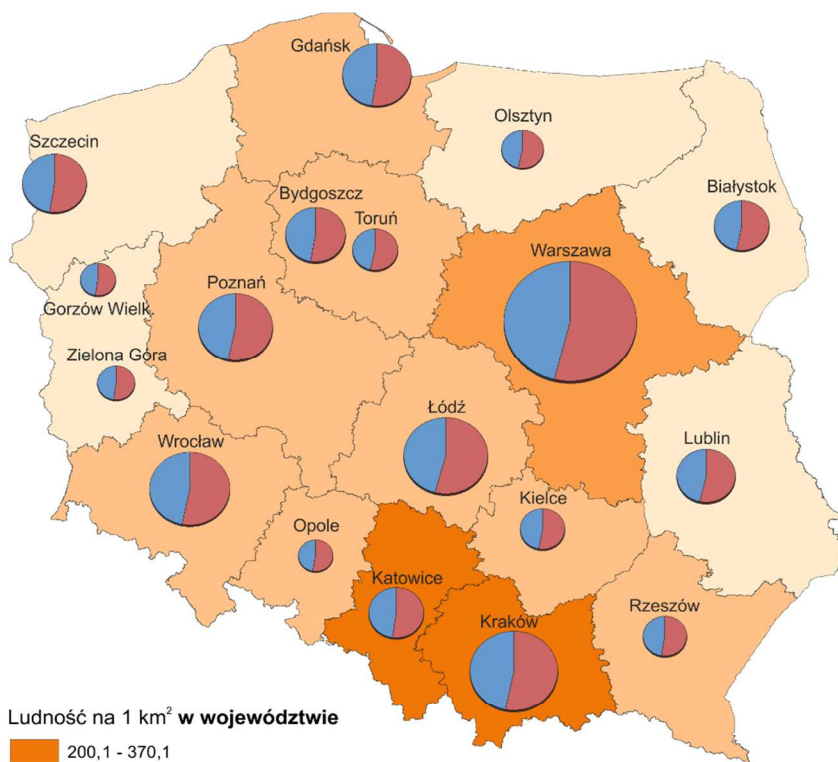 Gdańsk
Olsztyn
Szczecin
Białystok
Bydgoszcz
Toruń
Warszawa
Gorzów Wielk.
Poznań
Zielona Góra
Łódź
Wrocław
Lublin
Kielce
Opole
Katowice
Kraków
Rzeszów
Ludność na 1 km² w województwie
200,1 - 370,1